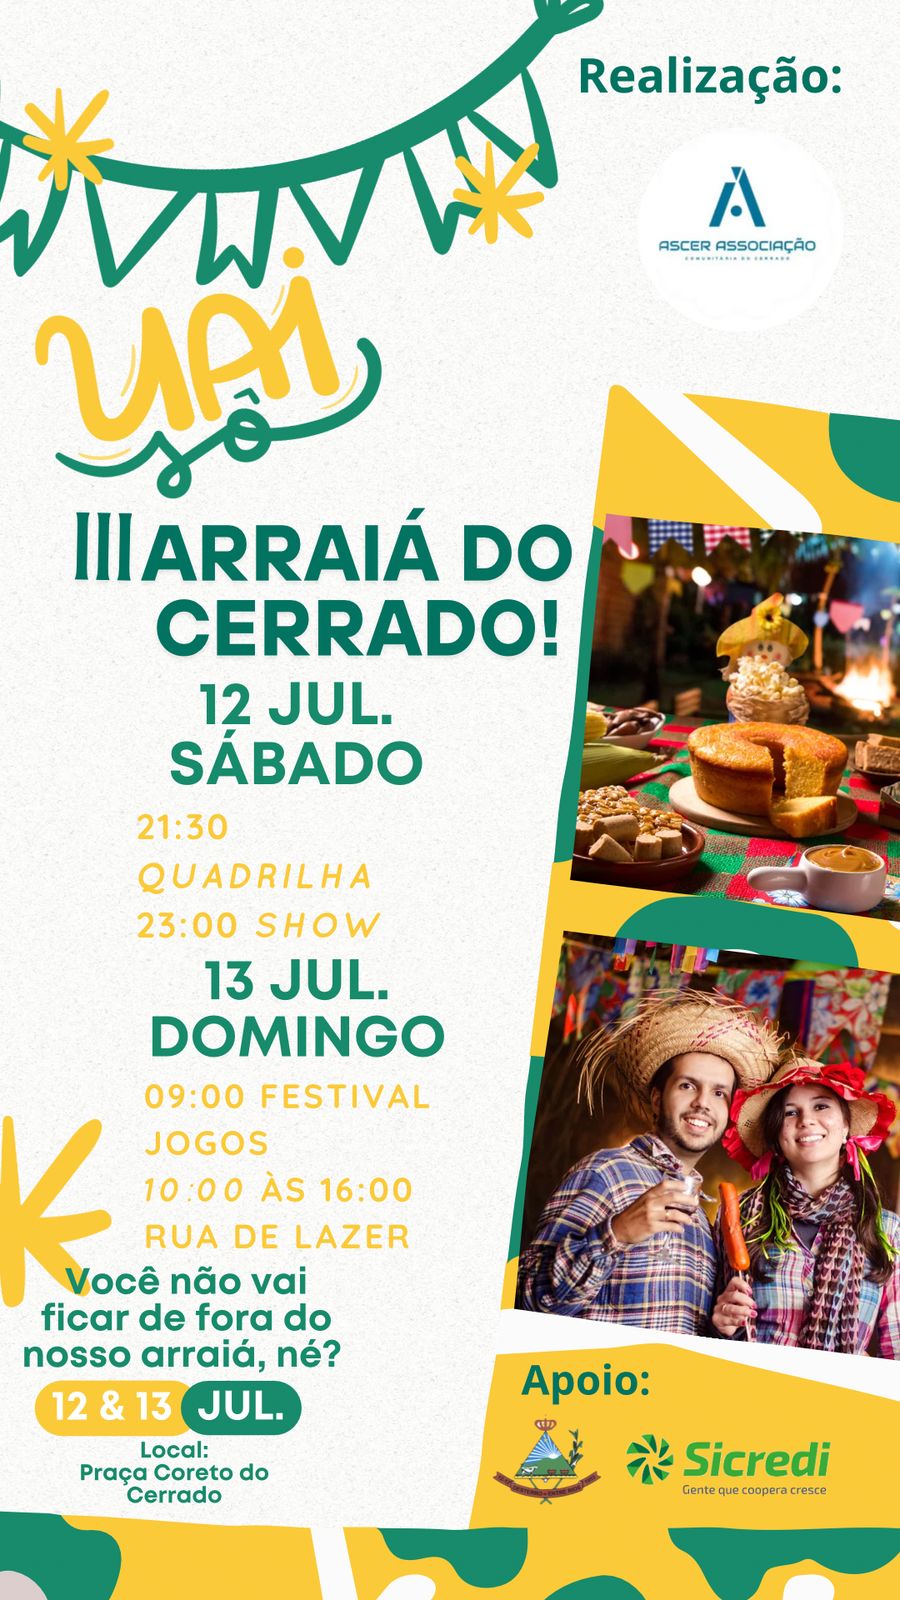 Realização:
ASCER ASSOCIAÇÃO
COMUNITÁRIA DO CERRADO
UAi
sô
III ARRAIÁ DO
CERRADO!
12 JUL.
SÁBADO
21:30
QUADRILHA
23:00 SHOW
13 JUL.
DOMINGO
09:00 FESTIVAL
JOGOS
10:00 ÀS 16:00
RUA DE LAZER
Você não vai
ficar de fora do
nosso arraiá, né?
12 & 13 JUL.
Local:
Praça Coreto do
Cerrado
Apoio:
DESTERRO - ENTRE RIOS
Sicredi
Gente que coopera cresce